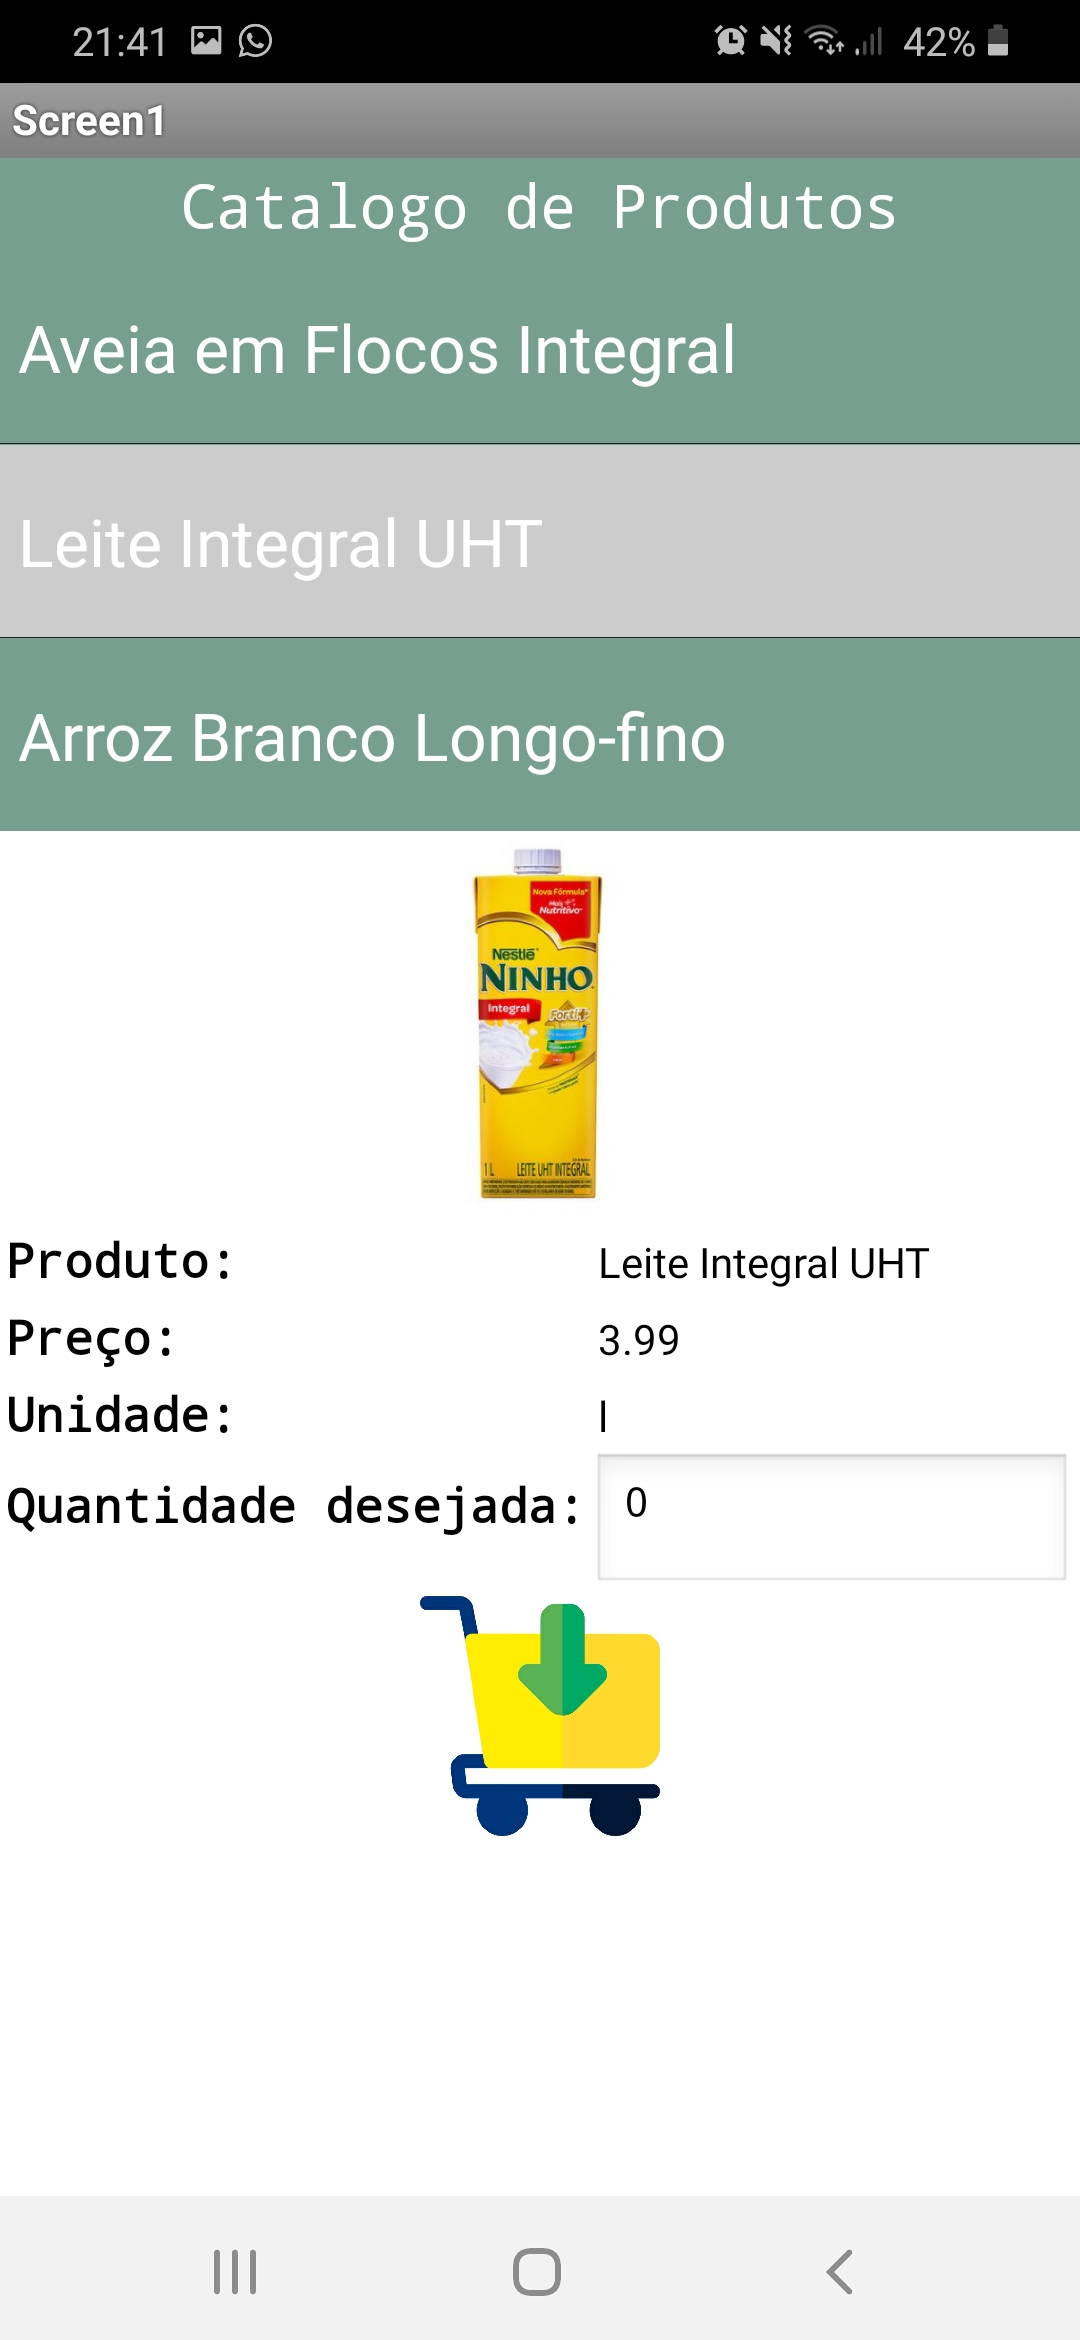 21:41
42%
Screen1
Catalogo de Produtos
Aveia em Flocos Integral
Leite Integral UHT
Arroz Branco Longo-fino
Nova Fórmula*
Mais
Nutritivo
Nestlé
NINHO
Integral
Forti+
1 L LEITE UHT INTEGRAL
Produto: Leite Integral UHT
Preço: 3.99
Unidade: l
Quantidade desejada: 0